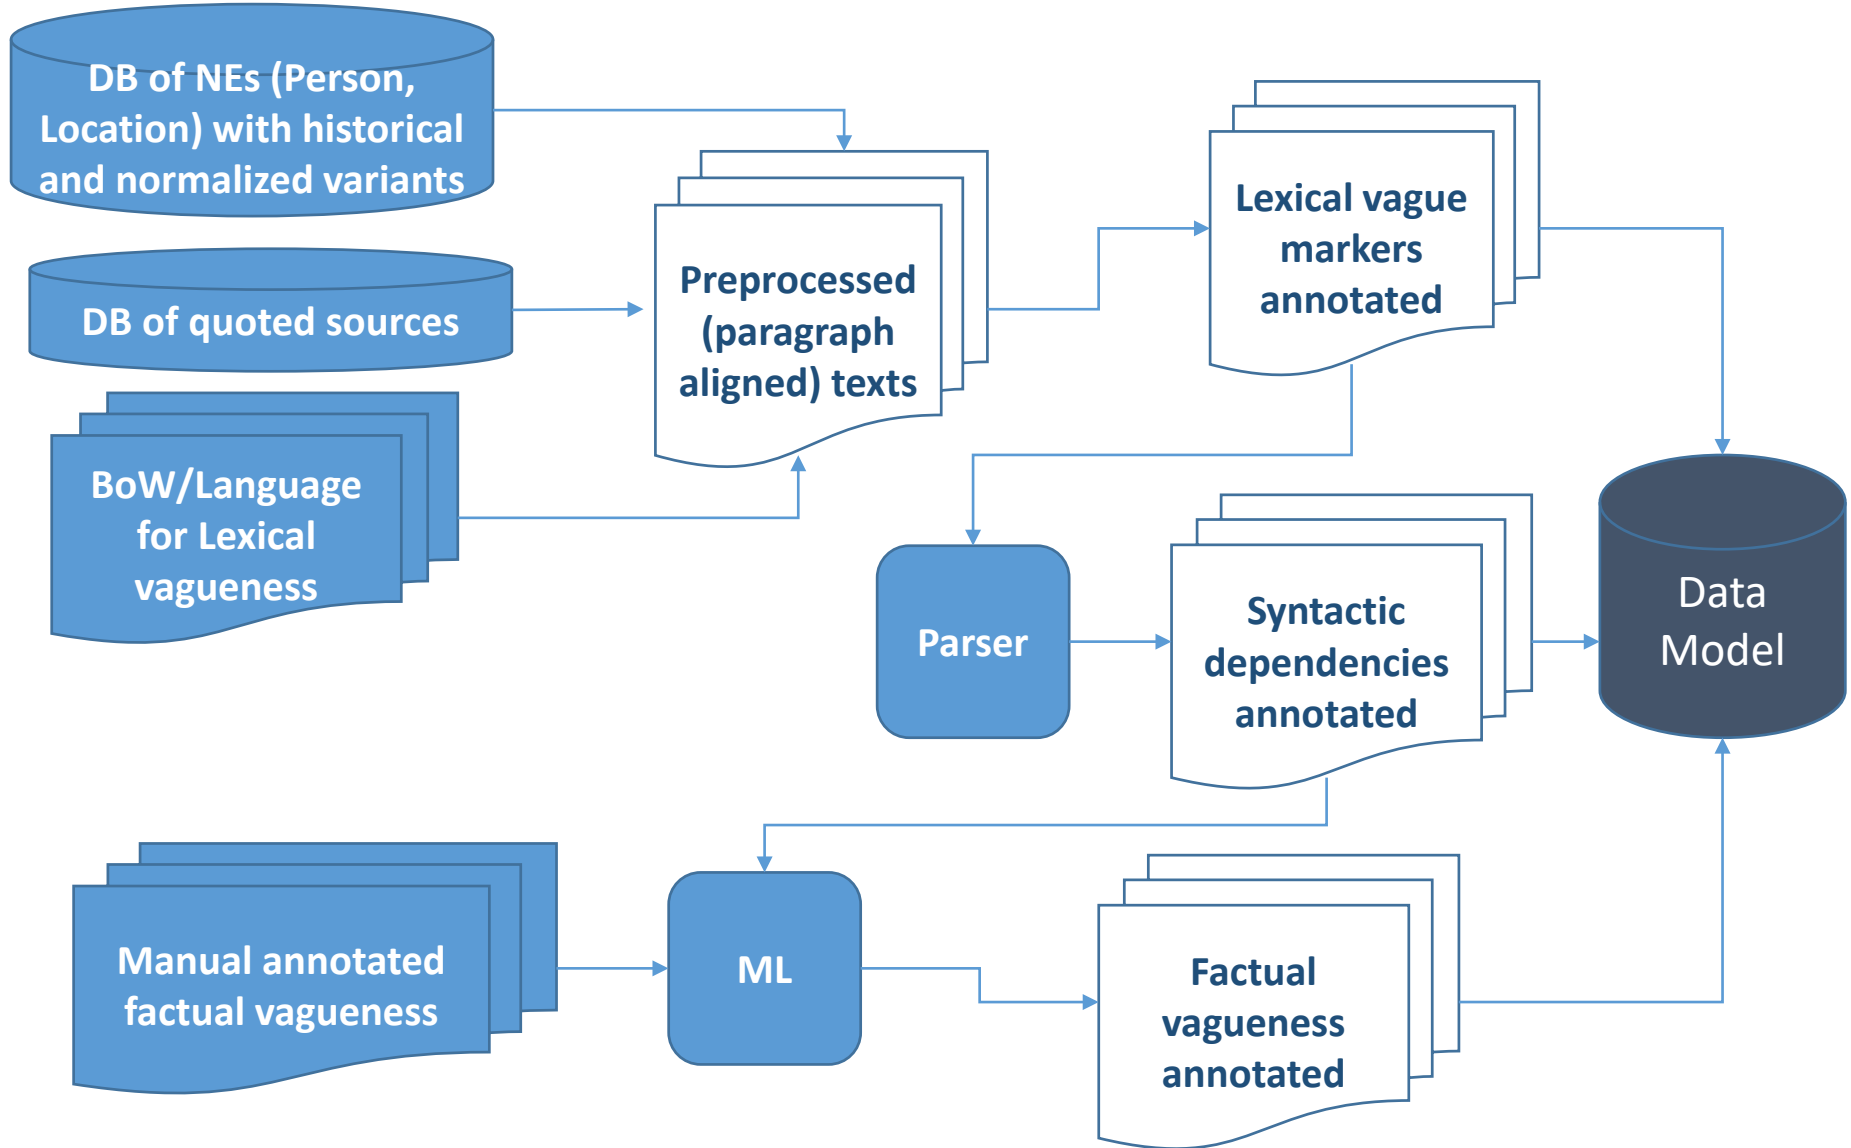 DB of NEs (Person,
Location) with historical
and normalized variants
DB of quoted sources
BoW/Language
for Lexical
vagueness
Preprocessed
(paragraph
aligned) texts
Lexical vague
markers
annotated
Parser
Syntactic
dependencies
annotated
Data
Model
Manual annotated
factual vagueness
ML
Factual
vagueness
annotated